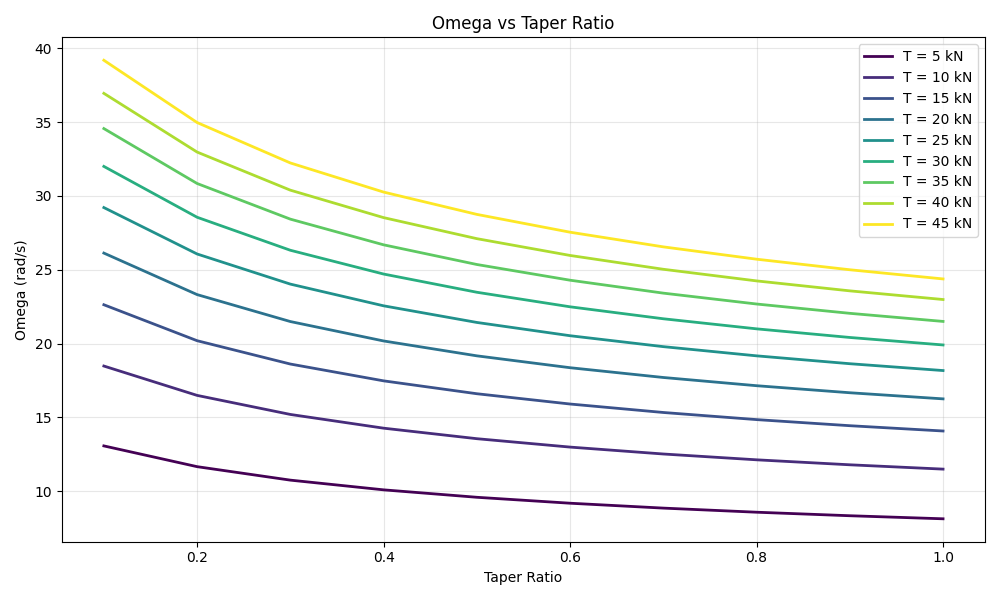 Omega vs Taper Ratio
Omega (rad/s)
40
35
30
25
20
15
10
0.2
0.4
0.6
0.8
1.0
Taper Ratio
T = 5 kN
T = 10 kN
T = 15 kN
T = 20 kN
T = 25 kN
T = 30 kN
T = 35 kN
T = 40 kN
T = 45 kN